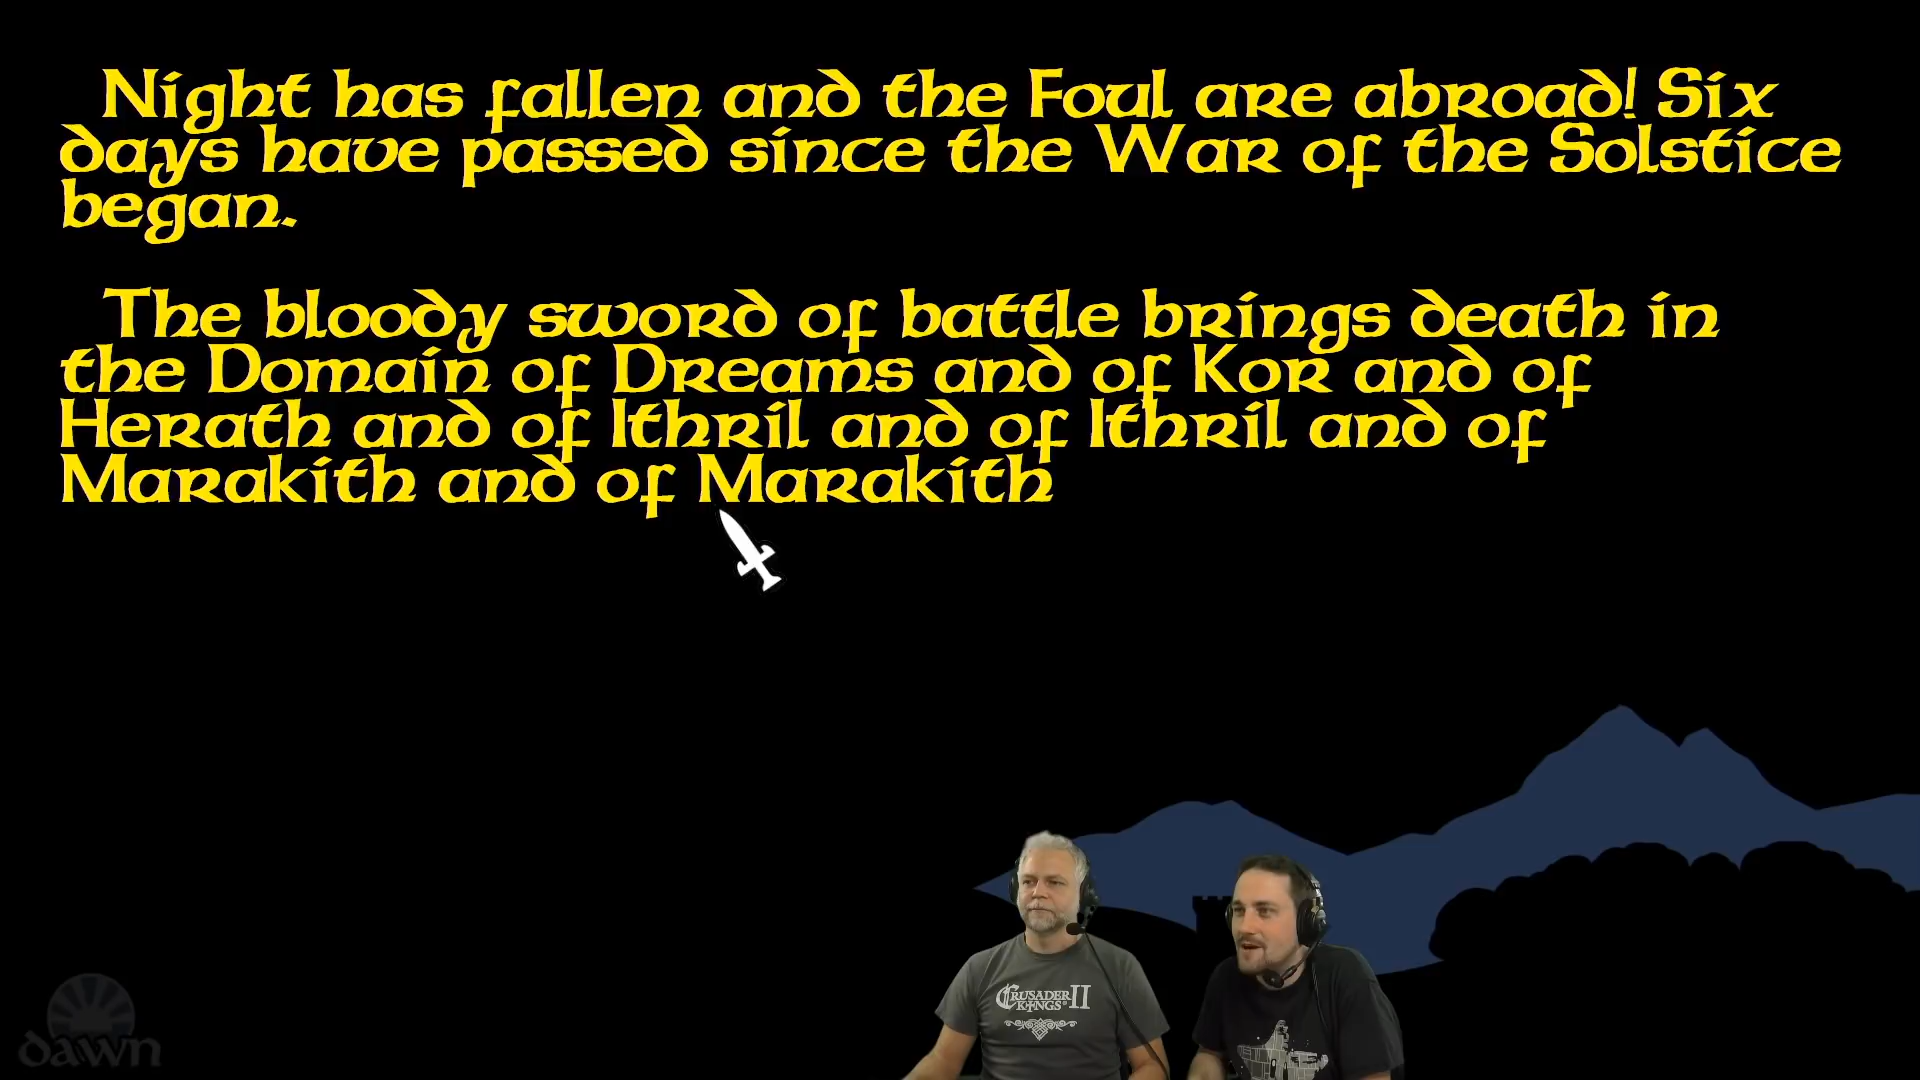 Night has fallen and the Foul are abroad! Six
days have passed since the War of the Solstice
began.
The bloody sword of battle brings death in
the Domain of Dreams and of Kor and of
Herath and of Ithril and of Ithril and of
Marakith and of Marakith
Crusader
Kings II
dawn